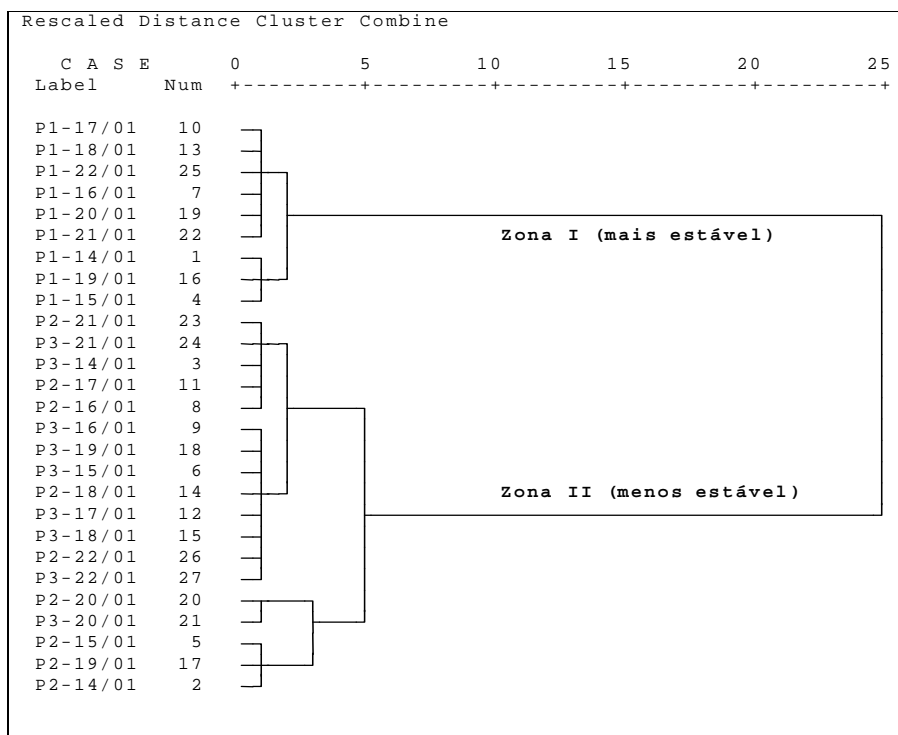 Rescaled Distance Cluster Combine
C A S E 0 5 10 15 20 25
Label Num +---------+---------+---------+---------+---------+
P1-17/01 10
P1-18/01 13
P1-22/01 25
P1-16/01 7
P1-20/01 19
P1-21/01 22 Zona I (mais estável)
P1-14/01 1
P1-19/01 16
P1-15/01 4
P2-21/01 23
P3-21/01 24
P3-14/01 3
P2-17/01 11
P2-16/01 8
P3-16/01 9
P3-19/01 18
P3-15/01 6
P2-18/01 14 Zona II (menos estável)
P3-17/01 12
P3-18/01 15
P2-22/01 26
P3-22/01 27
P2-20/01 20
P3-20/01 21
P2-15/01 5
P2-19/01 17
P2-14/01 2